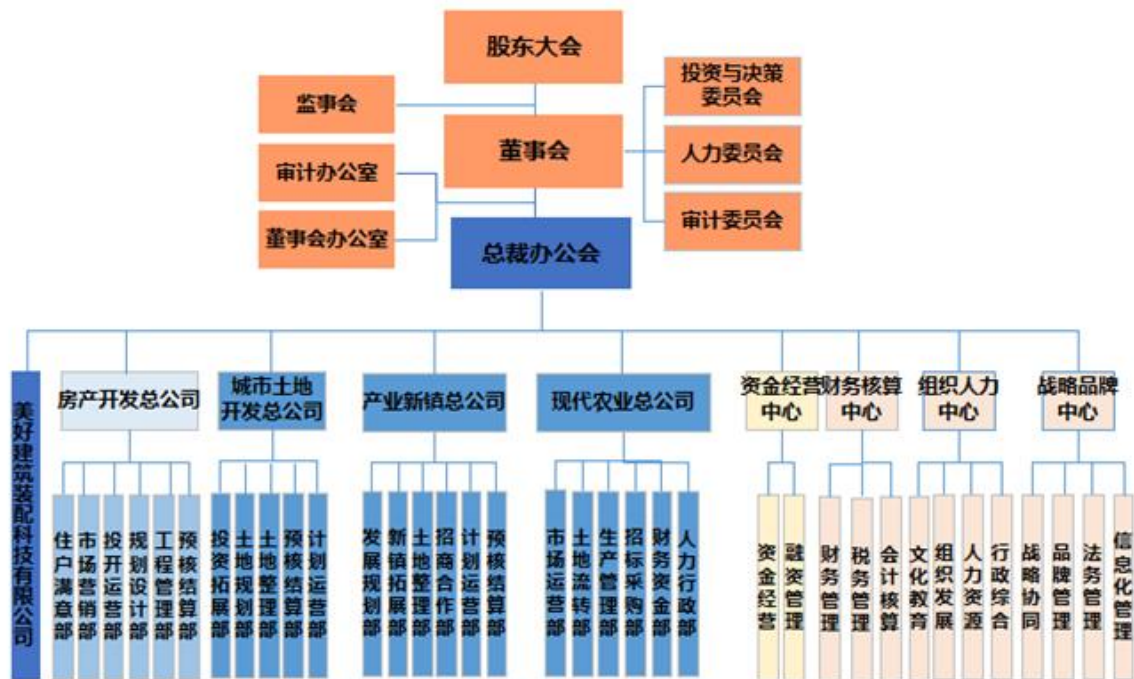 股东大会
监事会
投资与决策
委员会
董事会
人力委员会
审计办公室
审计委员会
董事会办公室
总裁办公会
美好建筑装配科技有限公司
房产开发总公司
城市土地
开发总公司
产业新镇总公司
现代农业总公司
资金经营
中心
财务核算
中心
组织人力
中心
战略品牌
中心
住户满意部
市场营销部
投开运营部
规划设计部
工程管理部
预核结算部
投资拓展部
土地规划部
土地整理部
预核结算部
计划运营部
发展规划部
新镇拓展部
土地整理部
招商合作部
计划运营部
预核结算部
市场运营部
土地流转部
生产管理部
招标采购部
财务资金部
人力行政部
资金经营
融资管理
财务管理
税务管理
会计核算
文化教育
组织发展
人力资源
行政综合
战略协同
品牌管理
法务管理
信息化管理